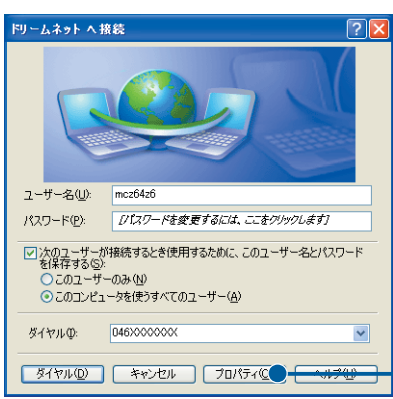 ドリームネット へ接続
ユーザー名(U):
mcz64z6
パスワード(P):
[パスワードを変更するには、ここをクリックします]
次のユーザーが接続するとき使用するために、このユーザー名とパスワード
を保存する(S):
このユーザーのみ(N)
このコンピュータを使うすべてのユーザー(A)
ダイヤル(I):
046XXXXXXX
ダイヤル(D)
キャンセル
プロパティ(
ヘルプ(H)